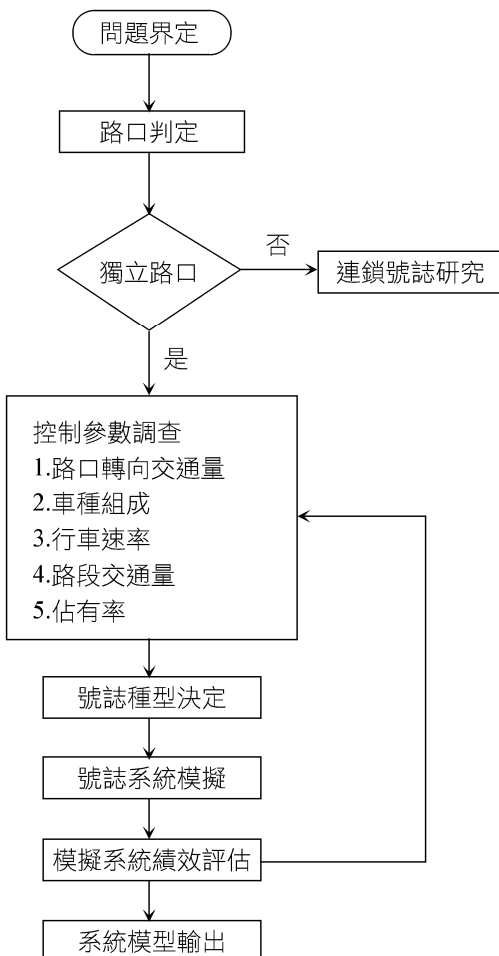 問題界定
路口判定
獨立路口
否
連鎖號誌研究
是
控制參數調查
1.路口轉向交通量
2.車種組成
3.行車速率
4.路段交通量
5.佔有率
號誌種型決定
號誌系統模擬
模擬系統績效評估
系統模型輸出